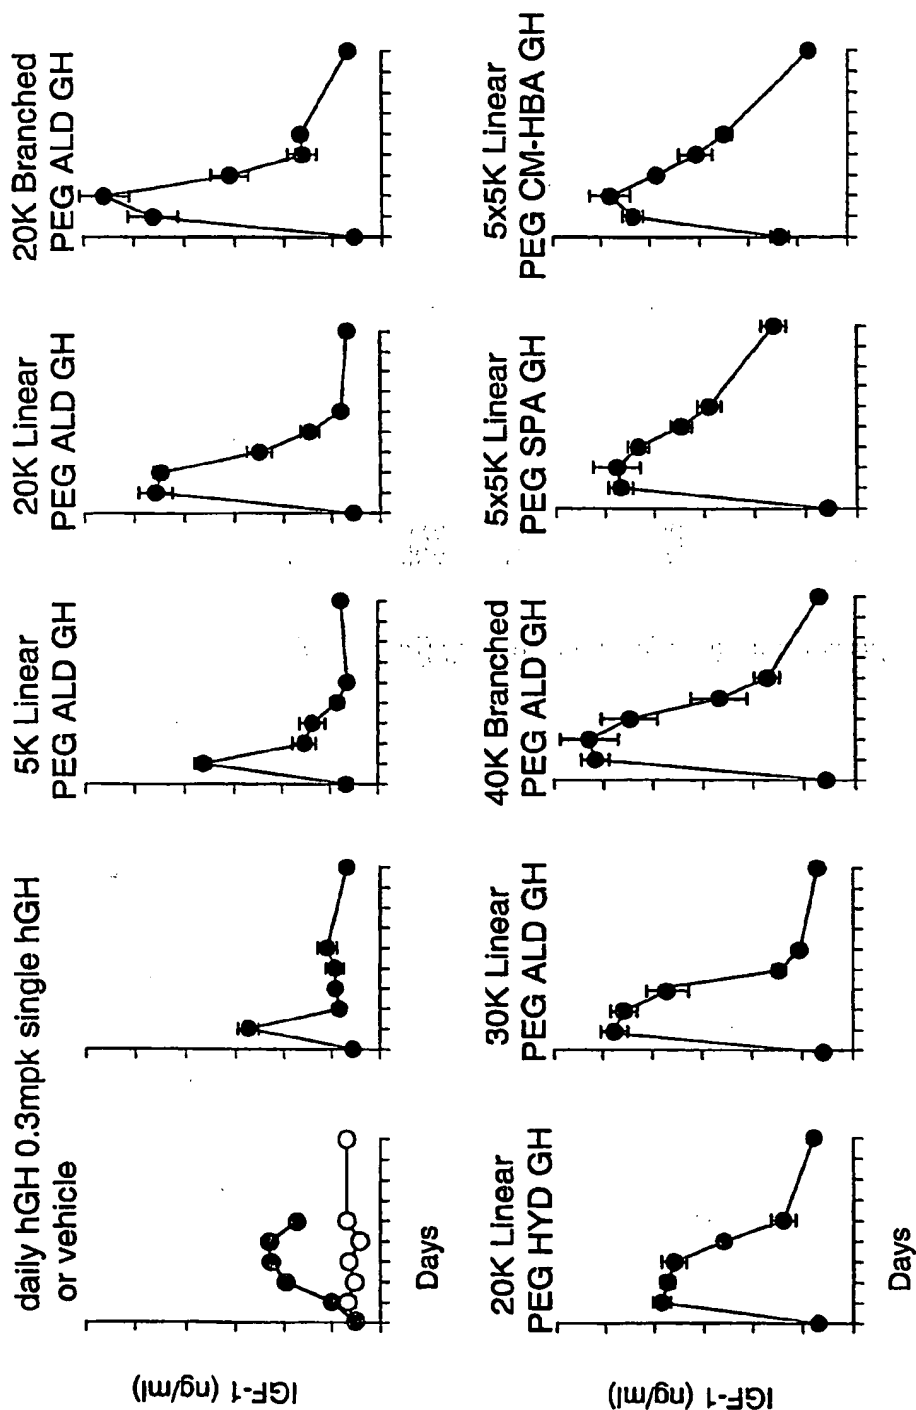 daily hGH 0.3mpk single hGH
or vehicle
5K Linear
PEG ALD GH
20K Linear
PEG ALD GH
20K Branched
PEG ALD GH
IGF-1 (ng/ml)
Days
20K Linear
PEG HYD GH
30K Linear
PEG ALD GH
40K Branched
PEG ALD GH
5x5K Linear
PEG SPA GH
5x5K Linear
PEG CM-HBA GH
IGF-1 (ng/ml)
Days